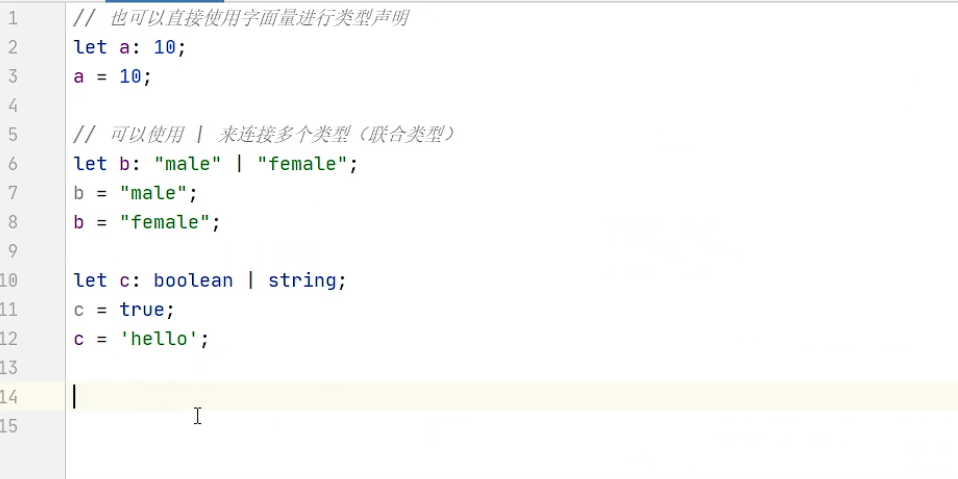 1 // 也可以直接使用字面量进行类型声明
2 let a: 10;
3 a = 10;
4
5 // 可以使用 | 来连接多个类型（联合类型）
6 let b: "male" | "female";
7 b = "male";
8 b = "female";
9
10 let c: boolean | string;
11 c = true;
12 c = 'hello';
13
14
15